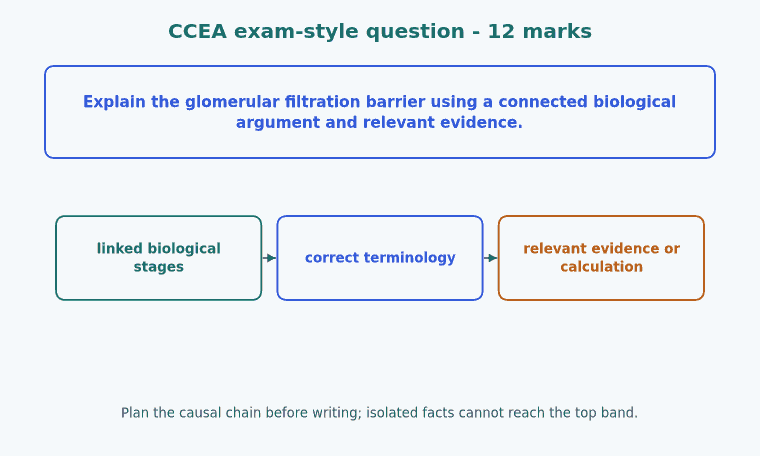 CCEA exam-style question - 12 marks
Explain the glomerular filtration barrier using a connected biological
argument and relevant evidence.
linked biological
stages
correct terminology
relevant evidence or
calculation
Plan the causal chain before writing; isolated facts cannot reach the top band.